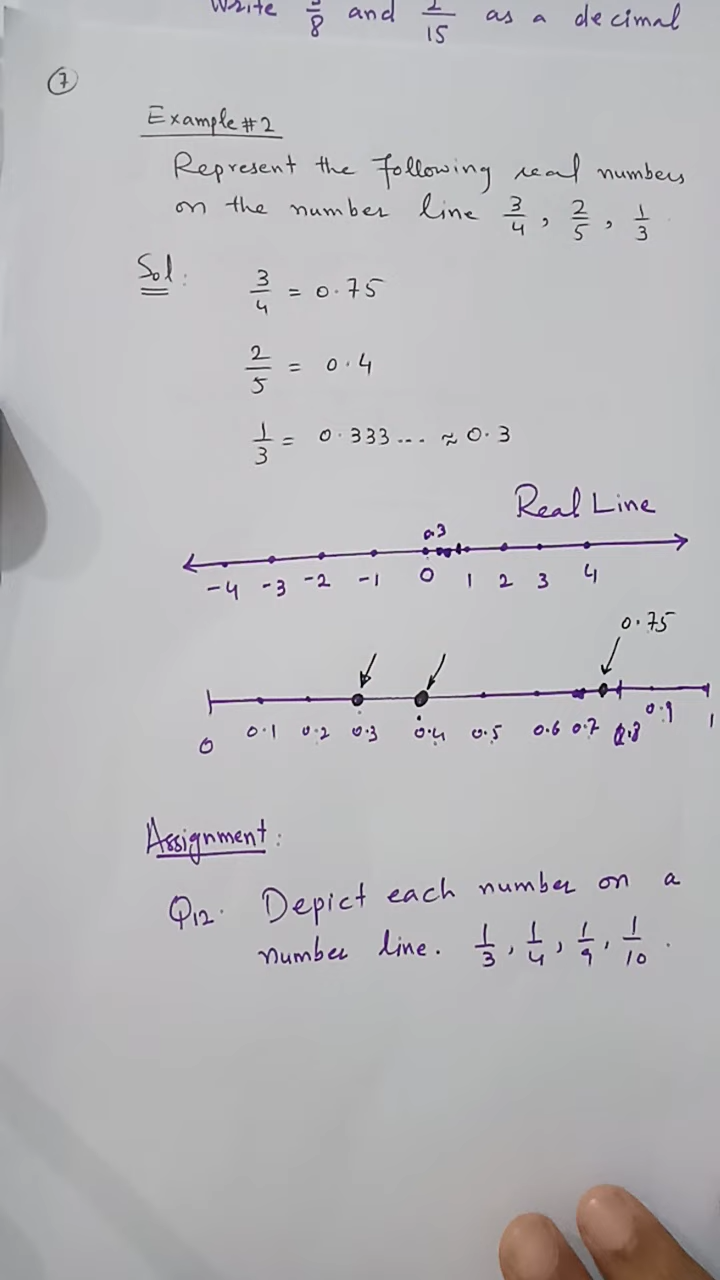 Write 3/8 and 2/15 as a decimal
7
Example #2
Represent the following real numbers
on the number line 3/4, 2/5, 1/3.
Sol:
3/4 = 0.75
2/5 = 0.4
1/3 = 0.333... ≈ 0.3
Real Line
0.3
-4 -3 -2 -1 0 1 2 3 4
0.75
0 0.1 0.2 0.3 0.4 0.5 0.6 0.7 0.8 0.9 1
Assignment:
Q12. Depict each number on a
number line. 1/3, 1/4, 1/9, 1/10.